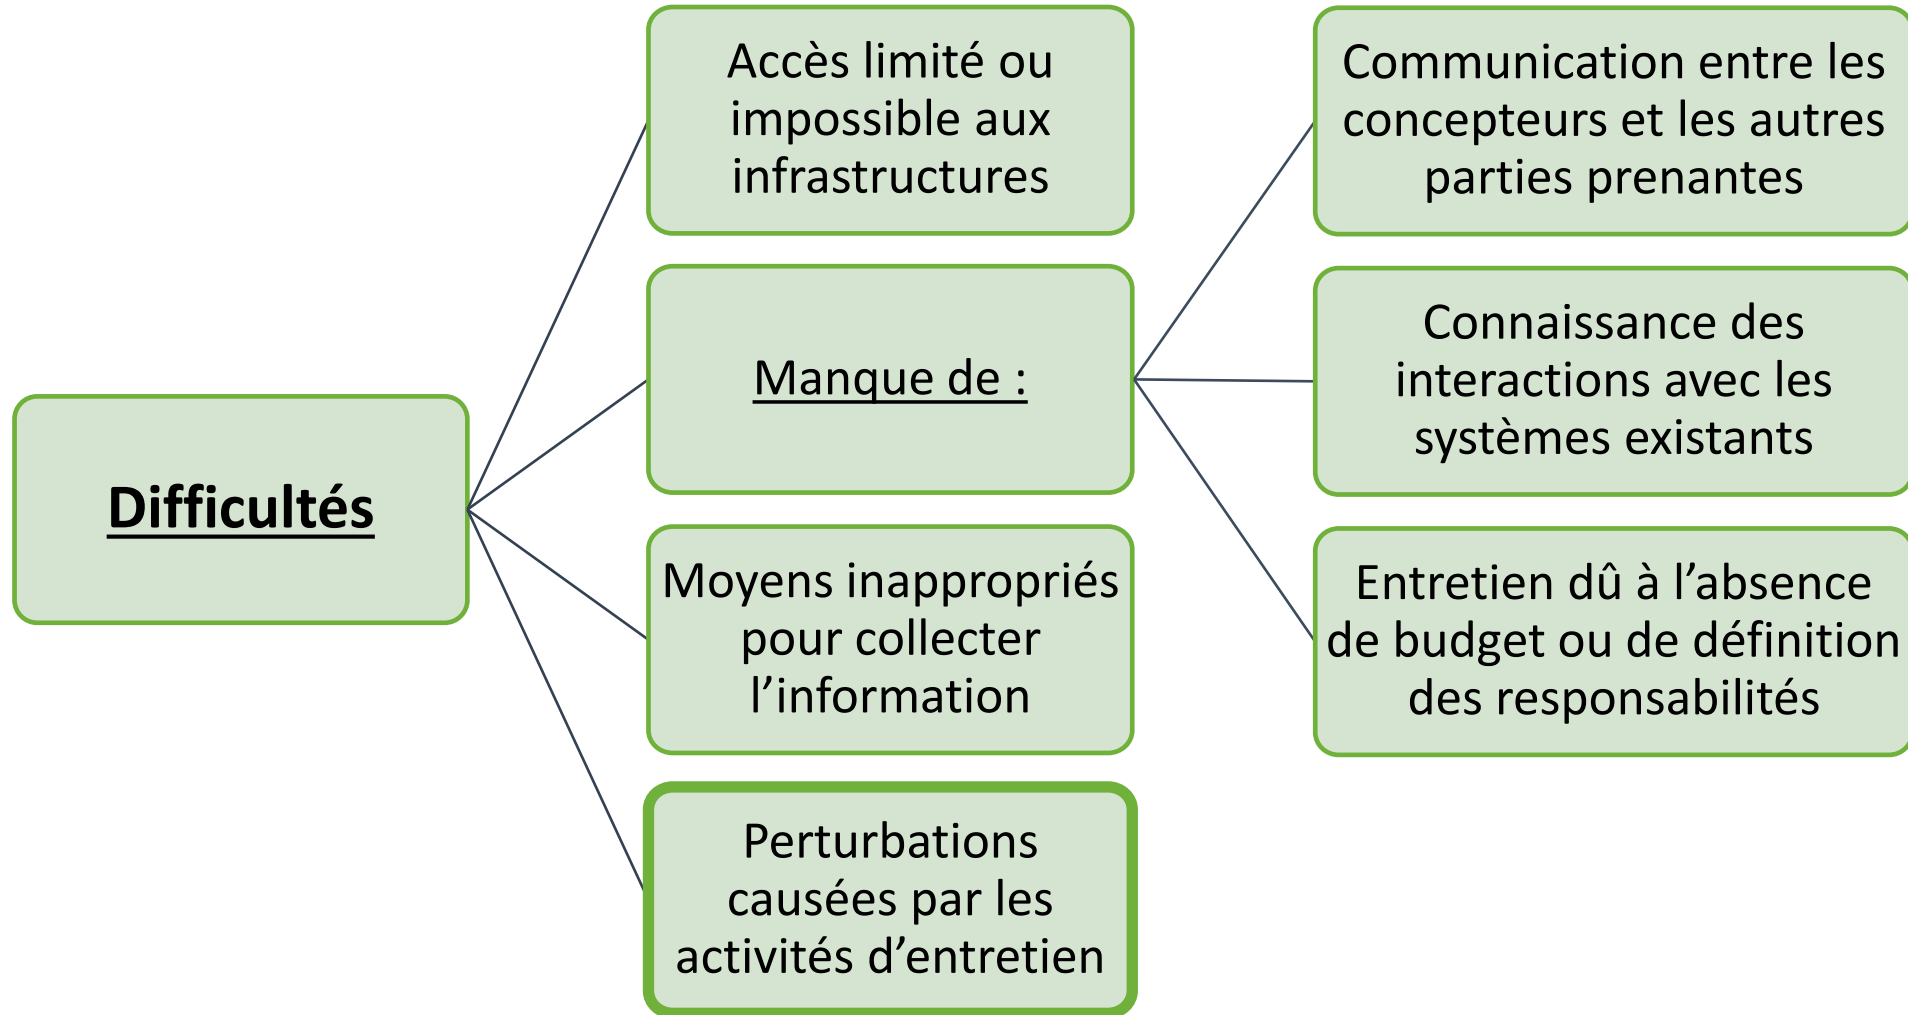 Difficultés
Accès limité ou
impossible aux
infrastructures
Manque de :
Communication entre les
concepteurs et les autres
parties prenantes
Connaissance des
interactions avec les
systèmes existants
Entretien dû à l’absence
de budget ou de définition
des responsabilités
Moyens inappropriés
pour collecter
l’information
Perturbations
causées par les
activités d’entretien